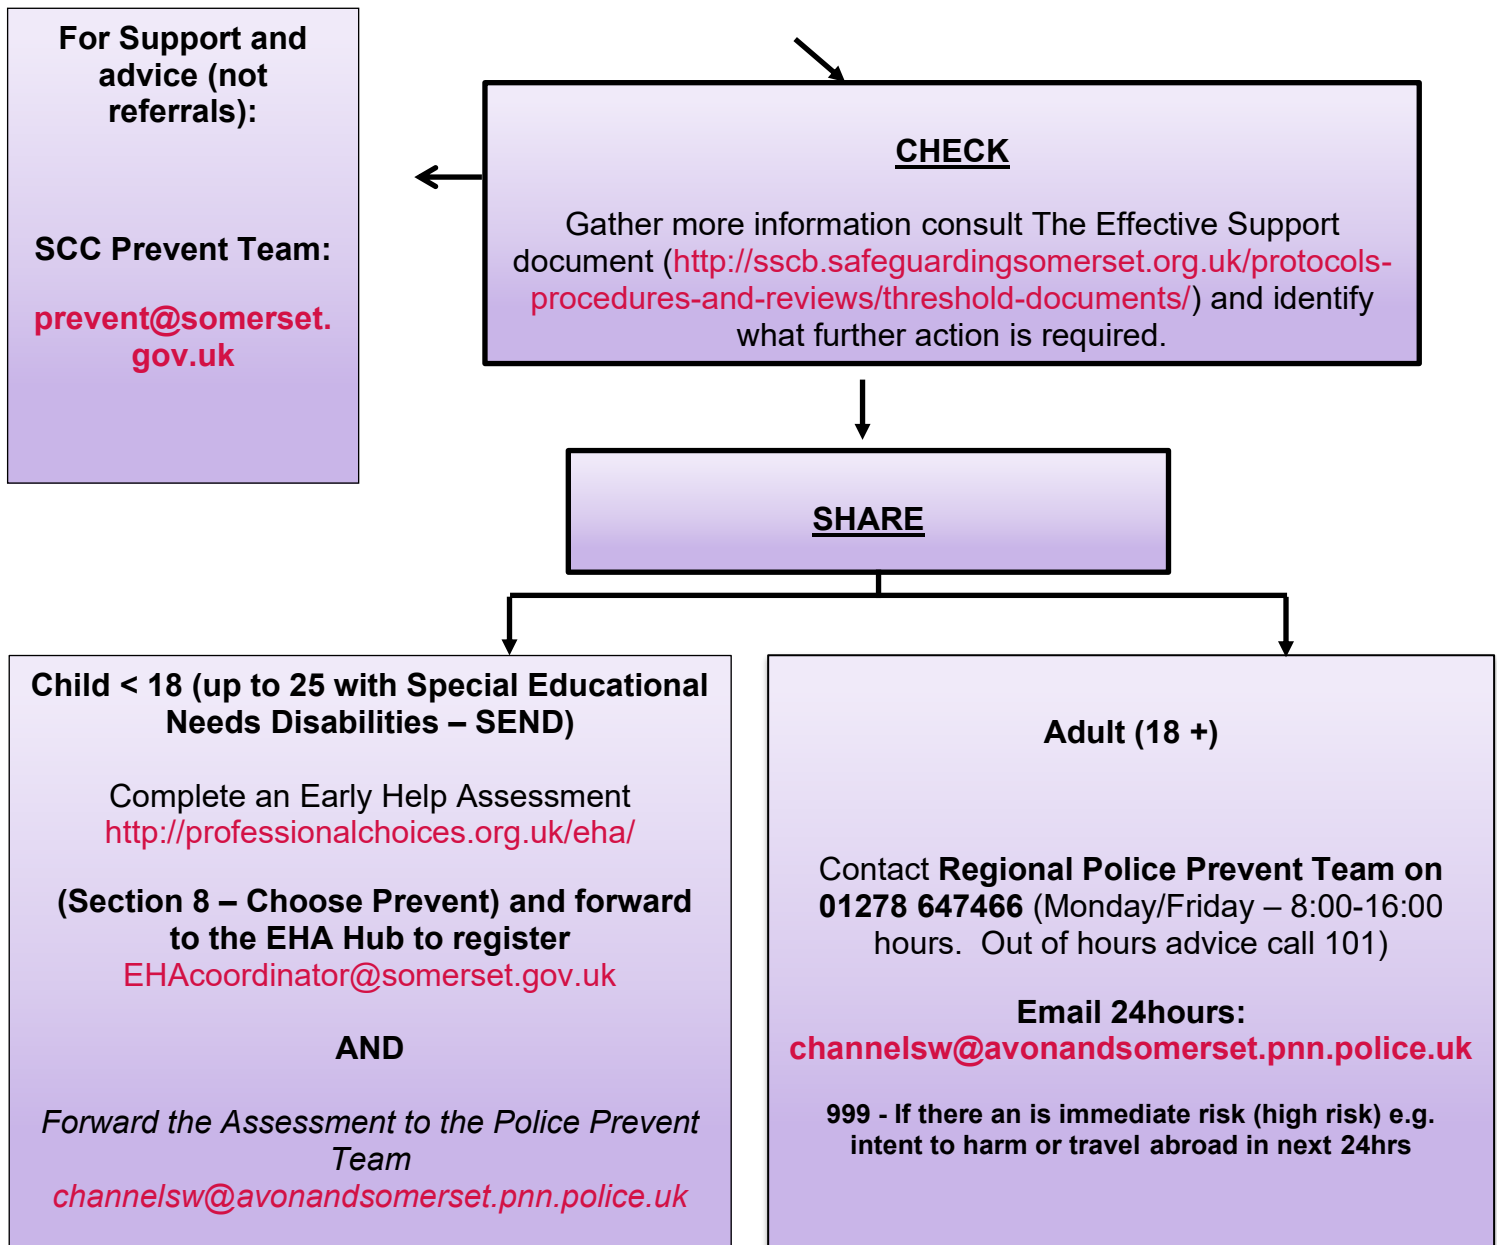 For Support and
advice (not
referrals):
SCC Prevent Team:
prevent@somerset.
gov.uk
CHECK
Gather more information consult The Effective Support
document (http://sscb.safeguardingsomerset.org.uk/protocols-
procedures-and-reviews/threshold-documents/) and identify
what further action is required.
SHARE
Child < 18 (up to 25 with Special Educational
Needs Disabilities – SEND)
Complete an Early Help Assessment
http://professionalchoices.org.uk/eha/
(Section 8 – Choose Prevent) and forward
to the EHA Hub to register
EHAcoordinator@somerset.gov.uk
AND
Forward the Assessment to the Police Prevent
Team
channelsw@avonandsomerset.pnn.police.uk
Adult (18 +)
Contact Regional Police Prevent Team on
01278 647466 (Monday/Friday – 8:00-16:00
hours.  Out of hours advice call 101)
Email 24hours:
channelsw@avonandsomerset.pnn.police.uk
999 - If there an is immediate risk (high risk) e.g.
intent to harm or travel abroad in next 24hrs